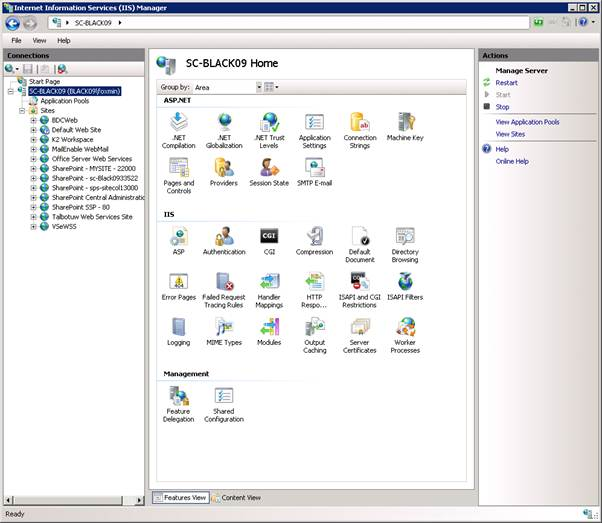 Internet Information Services (IIS) Manager
SC-BLACK09
File View Help
Connections
Start Page
SC-BLACK09 (BLACK09\foxmin)
Application Pools
Sites
BDCWeb
Default Web Site
K2 Workspace
MailEnable WebMail
Office Server Web Services
SharePoint - MYSITE - 22000
SharePoint - sc-Black0933522
SharePoint - sps-sitecol13000
SharePoint Central Administratio
SharePoint SSP - 80
Talbotuw Web Services Site
VSeWSS
SC-BLACK09 Home
Group by: Area
ASP.NET
.NET Compilation
.NET Globalization
.NET Trust Levels
Application Settings
Connection Strings
Machine Key
Pages and Controls
Providers
Session State
SMTP E-mail
IIS
ASP
Authentication
CGI
Compression
Default Document
Directory Browsing
Error Pages
Failed Request Tracing Rules
Handler Mappings
HTTP Respo...
ISAPI and CGI Restrictions
ISAPI Filters
Logging
MIME Types
Modules
Output Caching
Server Certificates
Worker Processes
Management
Feature Delegation
Shared Configuration
Features View
Content View
Actions
Manage Server
Restart
Start
Stop
View Application Pools
View Sites
Help
Online Help
Ready